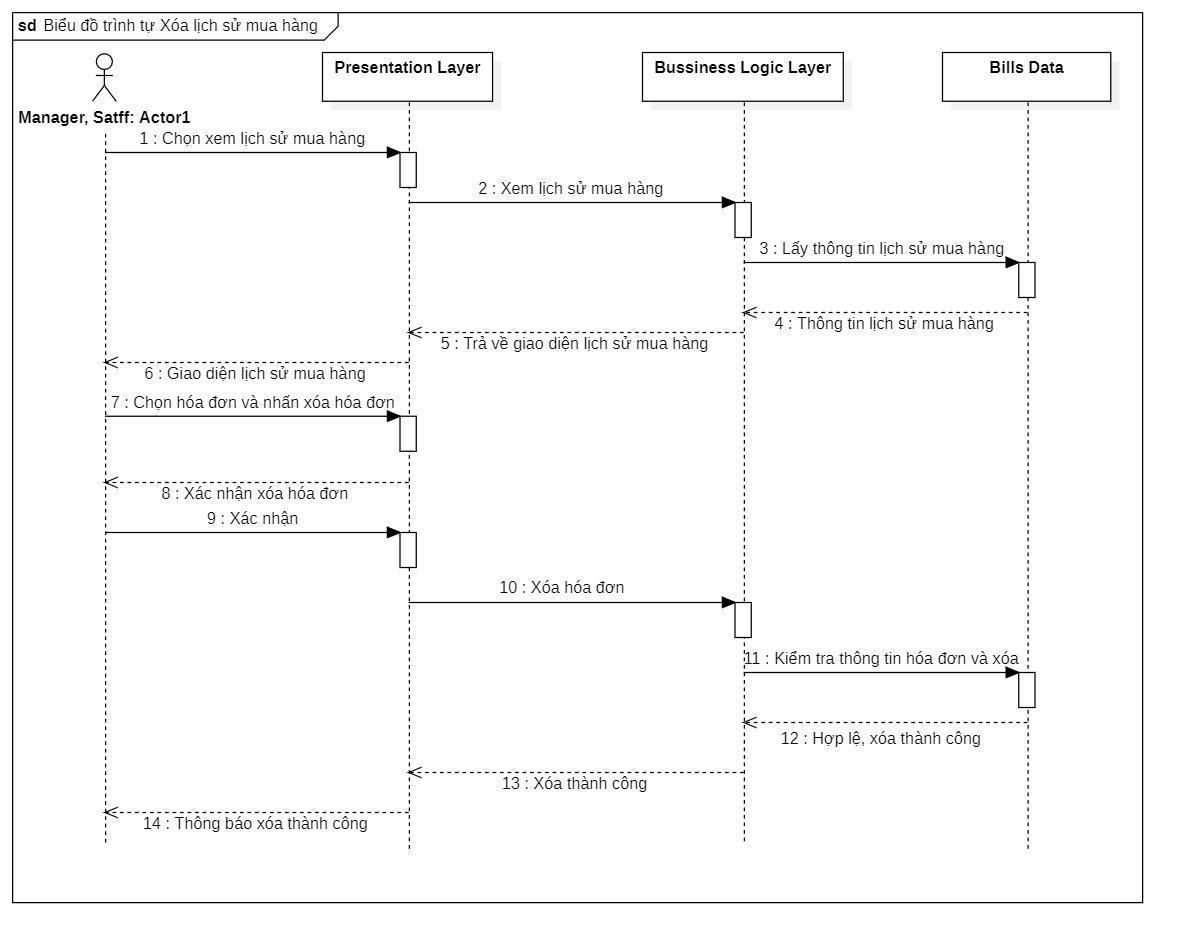 sd Biểu đồ trình tự Xóa lịch sử mua hàng
Presentation Layer
Bussiness Logic Layer
Bills Data
Manager, Satff: Actor1
1 : Chọn xem lịch sử mua hàng
2 : Xem lịch sử mua hàng
3 : Lấy thông tin lịch sử mua hàng
4 : Thông tin lịch sử mua hàng
5 : Trả về giao diện lịch sử mua hàng
6 : Giao diện lịch sử mua hàng
7 : Chọn hóa đơn và nhấn xóa hóa đơn
8 : Xác nhận xóa hóa đơn
9 : Xác nhận
10 : Xóa hóa đơn
11 : Kiểm tra thông tin hóa đơn và xóa
12 : Hợp lệ, xóa thành công
13 : Xóa thành công
14 : Thông báo xóa thành công